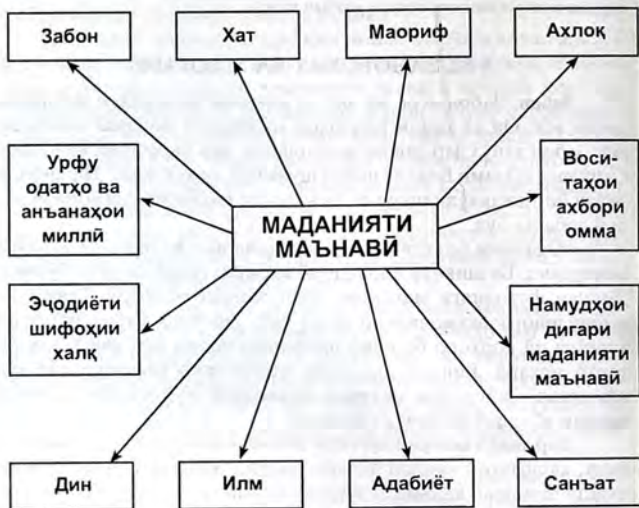 Забон
Хат
Маориф
Ахлоқ
Урфу
одатҳо ва
анъанаҳои
миллӣ
МАДАНИЯТИ
МАЪНАВӢ
Воси-
таҳои
ахбори
омма
Эҷодиёти
шифоҳии
халқ
Намудҳои
дигари
маданияти
маънавӣ
Дин
Илм
Адабиёт
Санъат